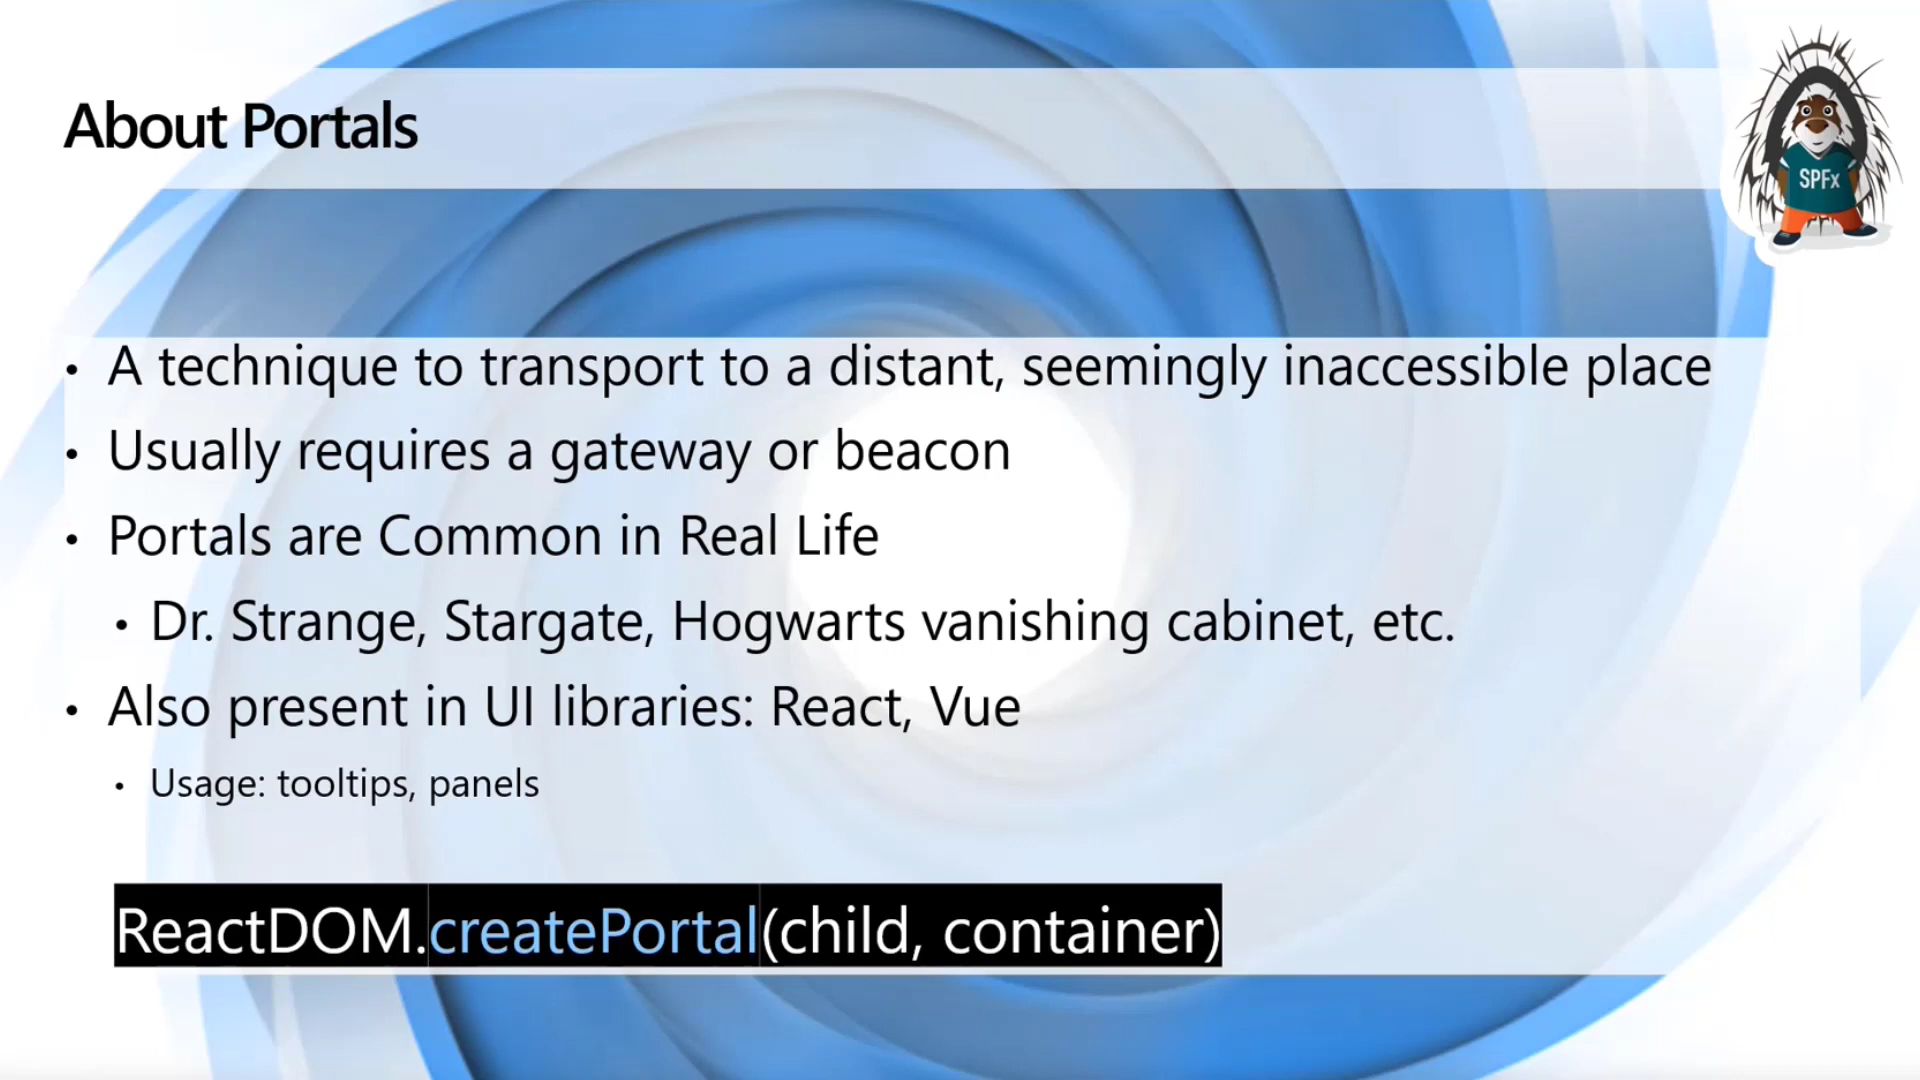 About Portals
SPFx
• A technique to transport to a distant, seemingly inaccessible place
• Usually requires a gateway or beacon
• Portals are Common in Real Life
• Dr. Strange, Stargate, Hogwarts vanishing cabinet, etc.
• Also present in UI libraries: React, Vue
• Usage: tooltips, panels
ReactDOM.createPortal(child, container)